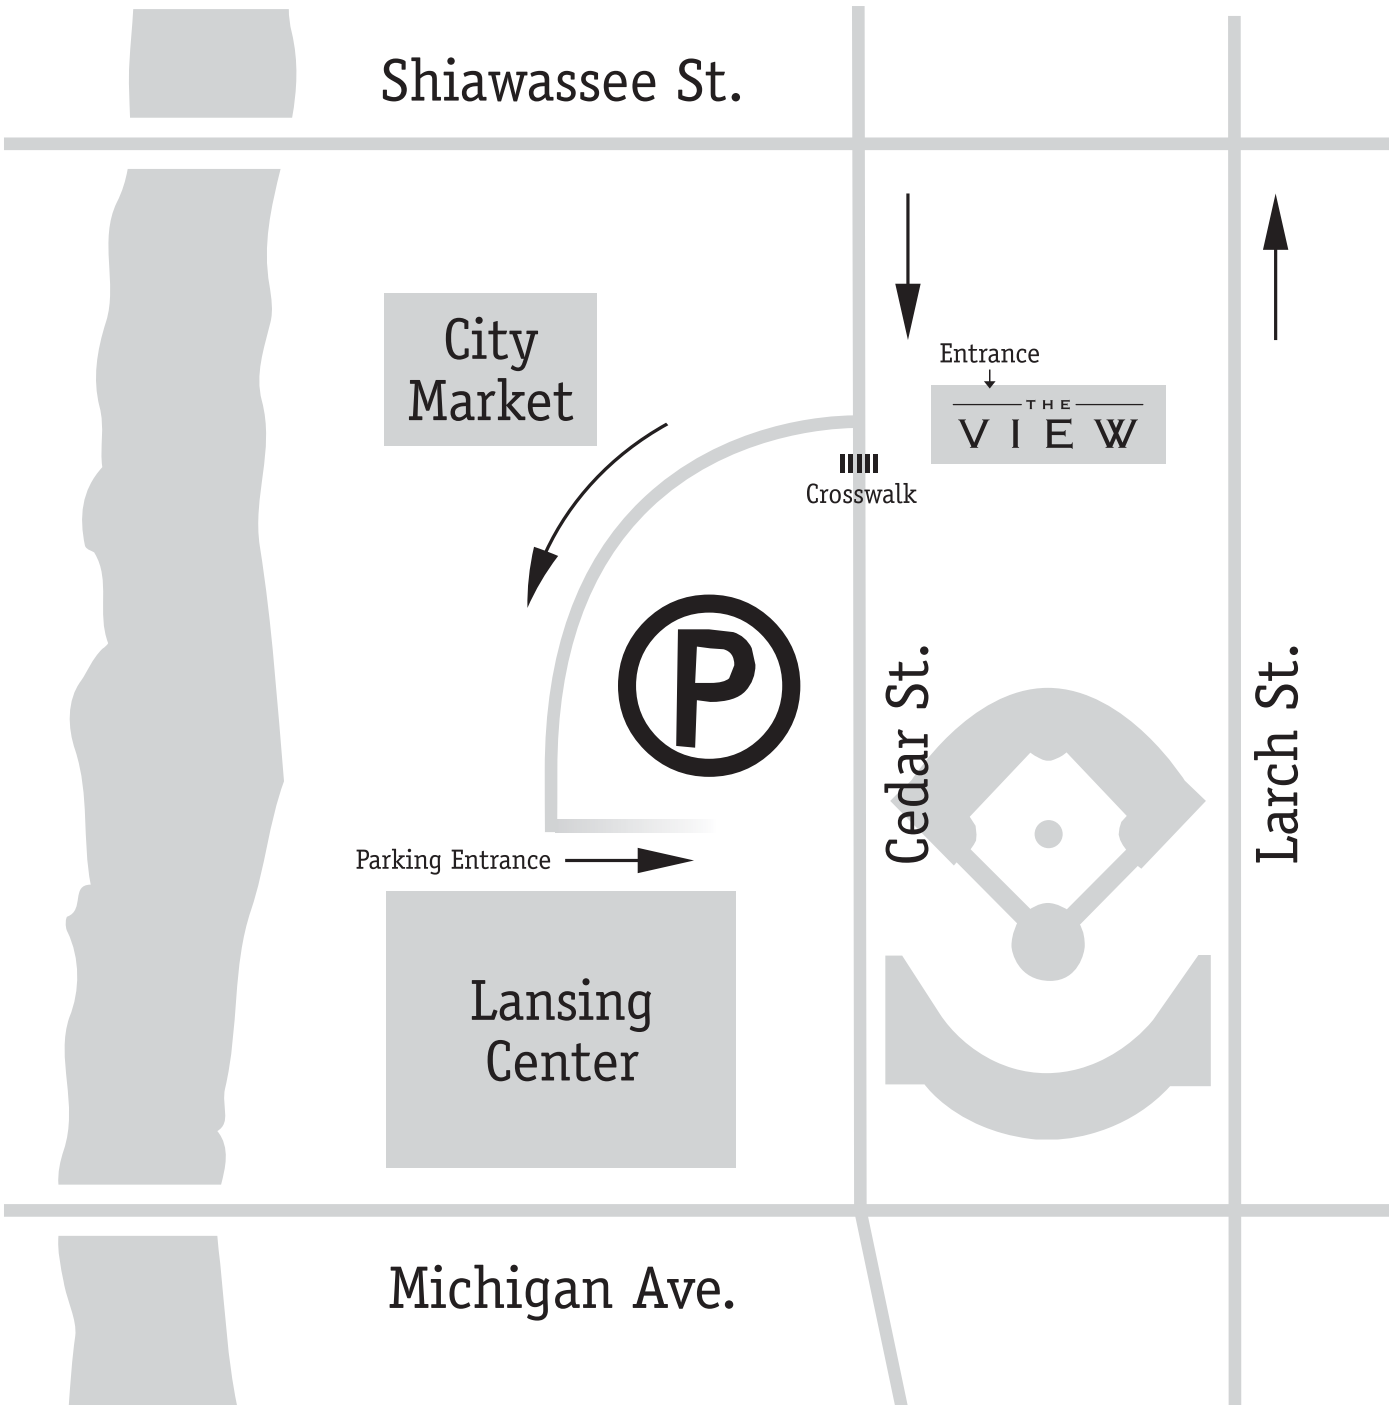 Shiawassee St.
City
Market
Entrance
THE
VIEW
Crosswalk
P
Cedar St.
Larch St.
Parking Entrance
Lansing
Center
Michigan Ave.